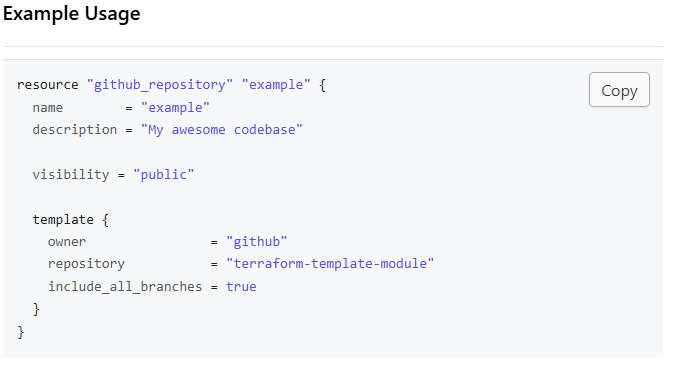 Example Usage
Copy
resource "github_repository" "example" {
  name        = "example"
  description = "My awesome codebase"

  visibility = "public"

  template {
    owner                = "github"
    repository           = "terraform-template-module"
    include_all_branches = true
  }
}